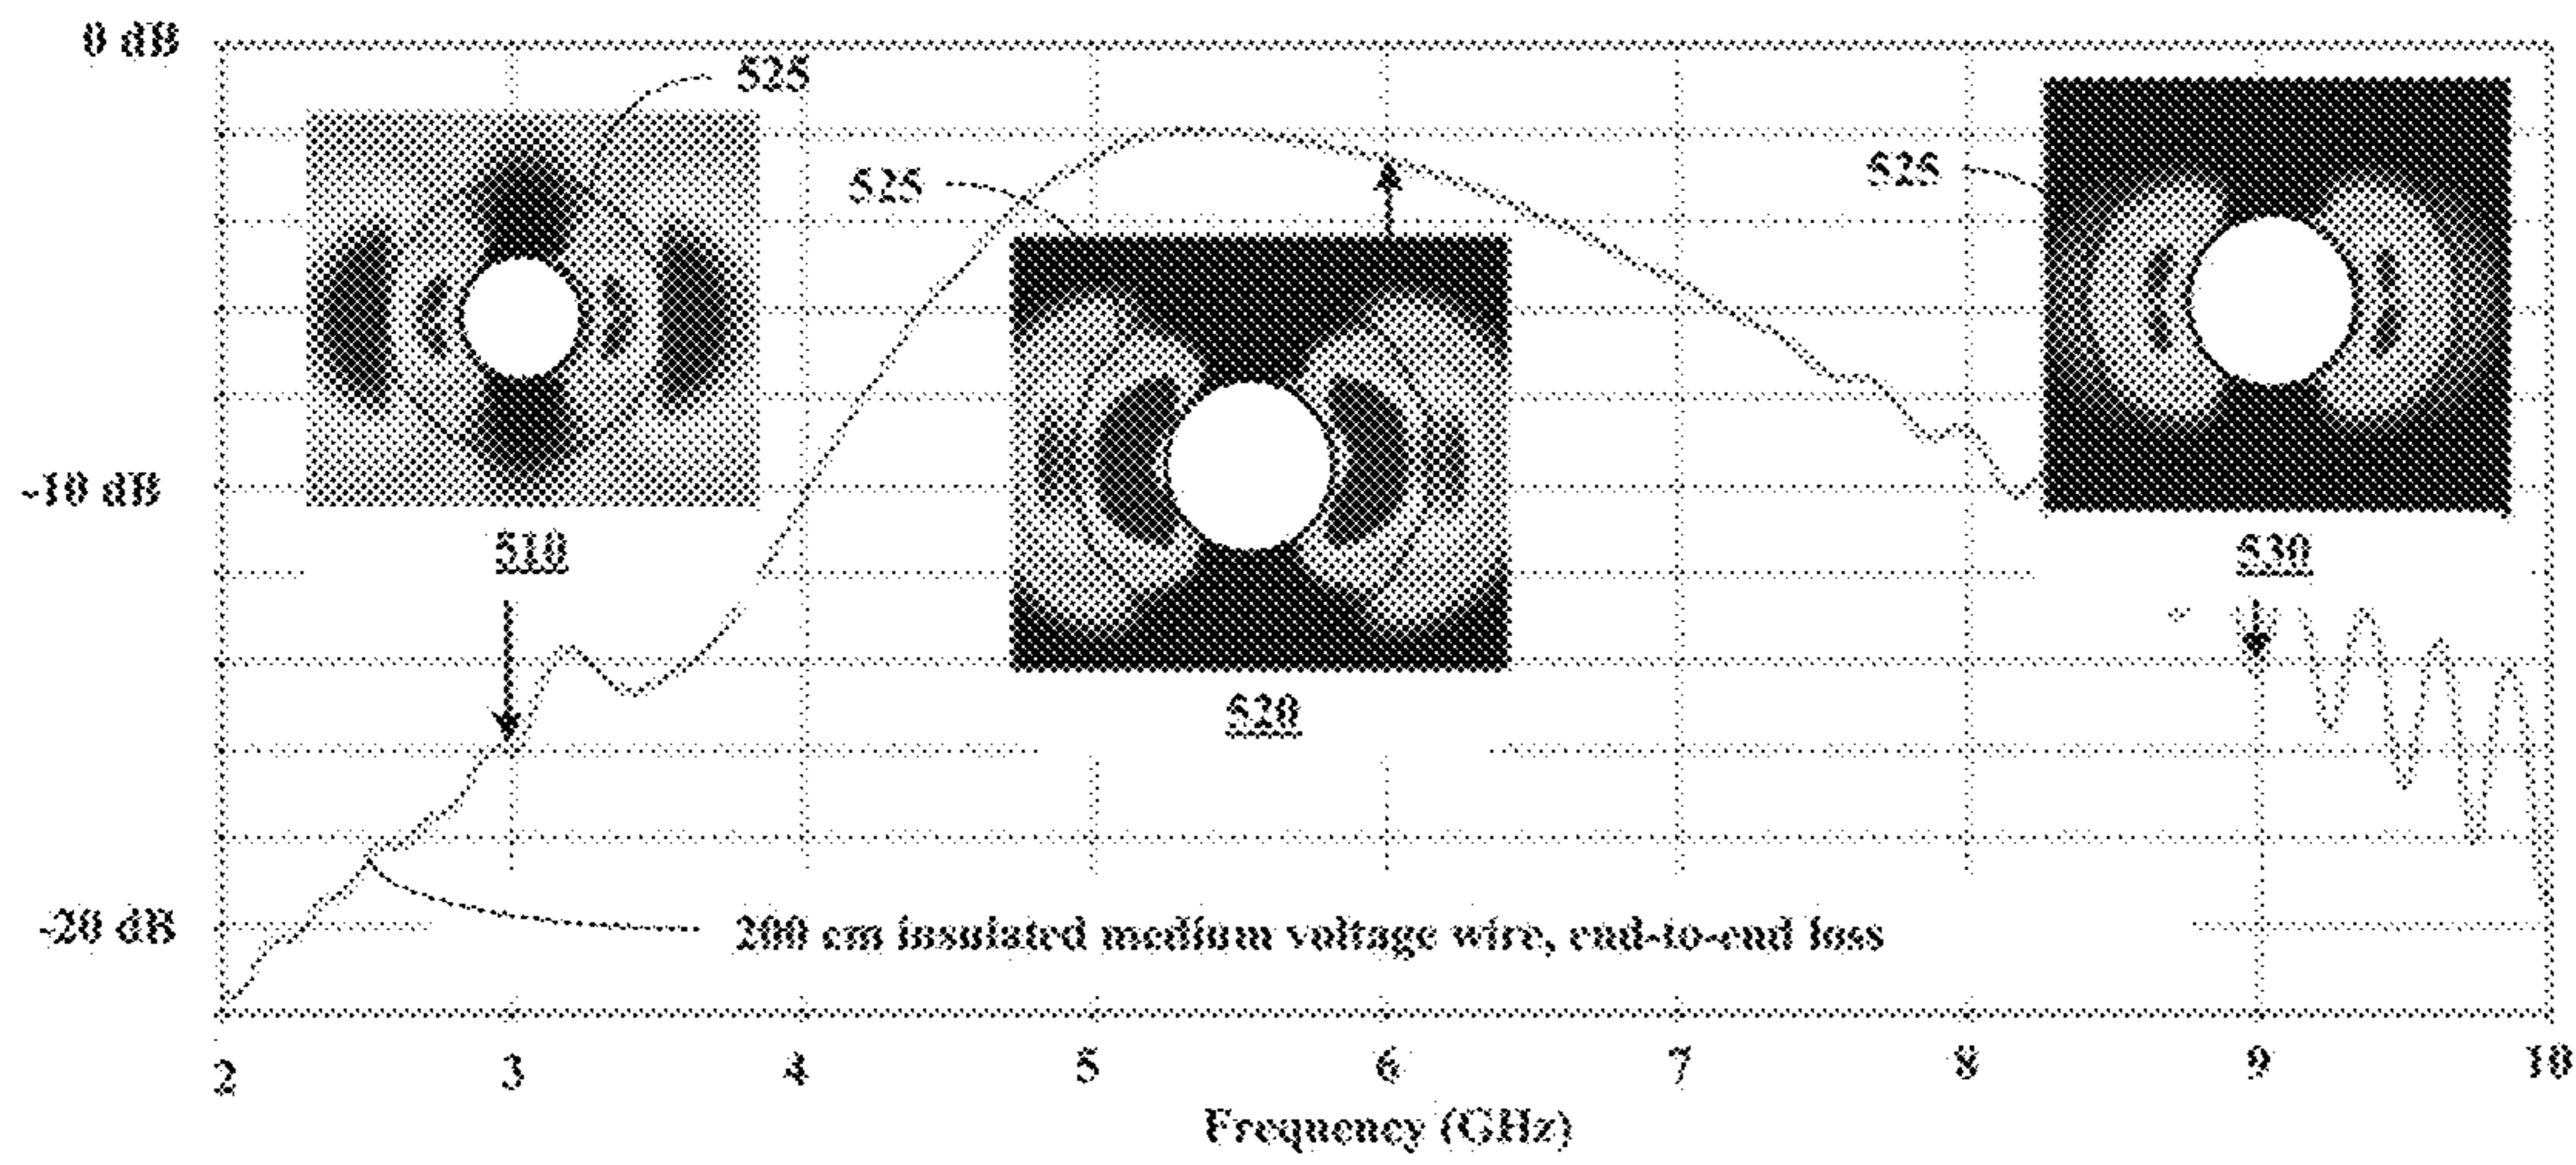 0 dB
525
525
525
-10 dB
510
530
520
-20 dB
200 cm insulated medium voltage wire, end-to-end loss
2 3 4 5 6 7 8 9 10
Frequency (GHz)